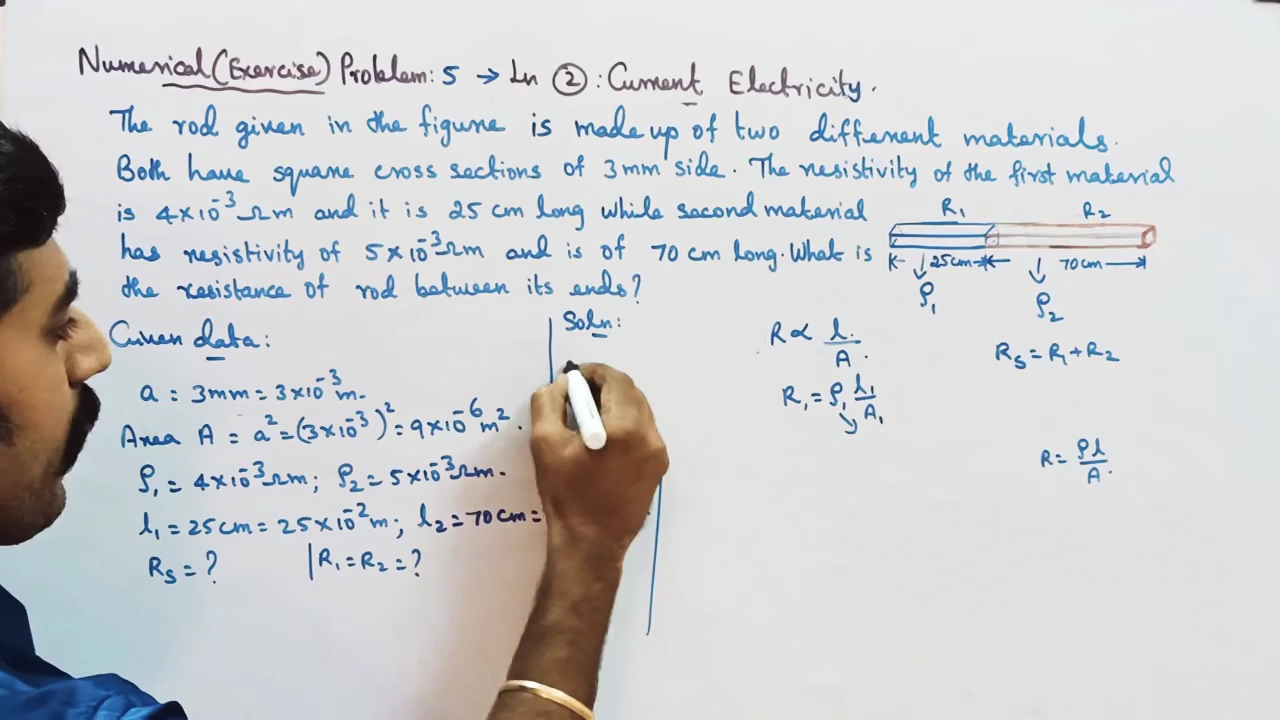 Numerical (Exercise) Problem: 5 → Ln ② : Current Electricity.
The rod given in the figure is made up of two different materials.
Both have square cross sections of 3mm side. The resistivity of the first material
is 4×10⁻³ Ωm and it is 25 cm long while second material
has resistivity of 5×10⁻³ Ωm and is of 70 cm long. What is
the resistance of rod between its ends?
R₁ R₂
25cm 70cm
ρ₁ ρ₂
Given data:
a = 3mm = 3×10⁻³ m.
Area A = a² = (3×10⁻³)² = 9×10⁻⁶ m².
ρ₁ = 4×10⁻³ Ωm; ρ₂ = 5×10⁻³ Ωm.
l₁ = 25cm = 25×10⁻² m; l₂ = 70cm =
R_S = ? | R₁ = R₂ = ?
Soln:
R ∝ l/A.
R₁ = ρ₁ l₁/A₁
R_S = R₁ + R₂
R = ρl/A.